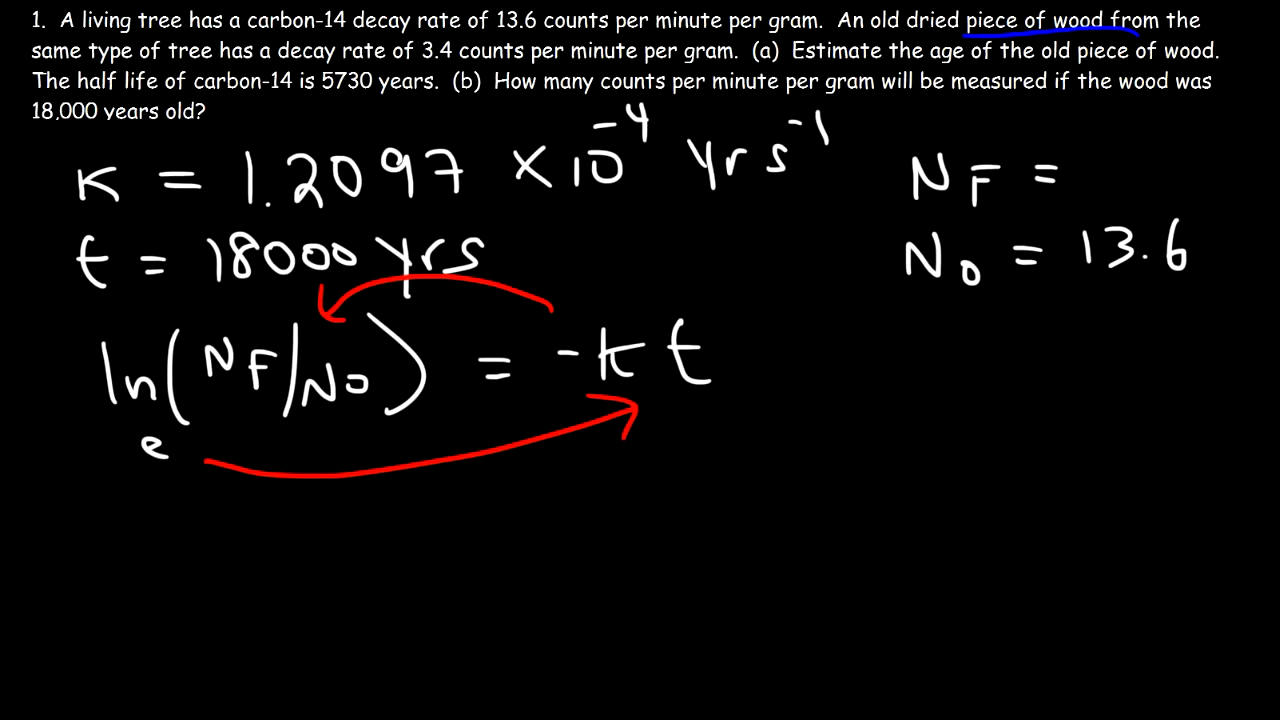 1. A living tree has a carbon-14 decay rate of 13.6 counts per minute per gram. An old dried piece of wood from the
same type of tree has a decay rate of 3.4 counts per minute per gram. (a) Estimate the age of the old piece of wood.
The half life of carbon-14 is 5730 years. (b) How many counts per minute per gram will be measured if the wood was
18,000 years old?
K = 1.2097 × 10⁻⁴ yrs⁻¹
NF =
t = 18000 yrs
N0 = 13.6
ln(NF/N0) = -kt
e